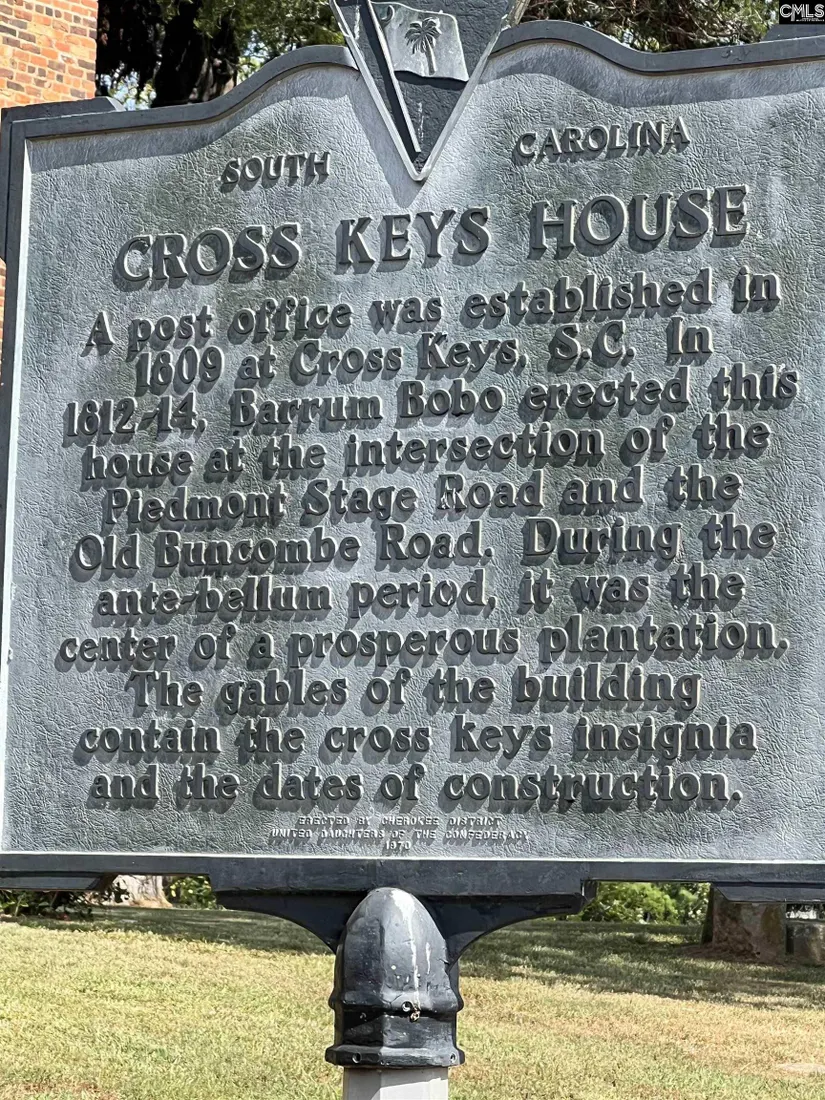 CMLS
SOUTH CAROLINA
CROSS KEYS HOUSE
A post office was established in
1809 at Cross Keys, S.C. In
1812-14, Barrum Bobo erected this
house at the intersection of the
Piedmont Stage Road and the
Old Buncombe Road. During the
ante-bellum period, it was the
center of a prosperous plantation.
The gables of the building
contain the cross keys insignia
and the dates of construction.
ERECTED BY CHEROKEE DISTRICT
UNITED DAUGHTERS OF THE CONFEDERACY
1970